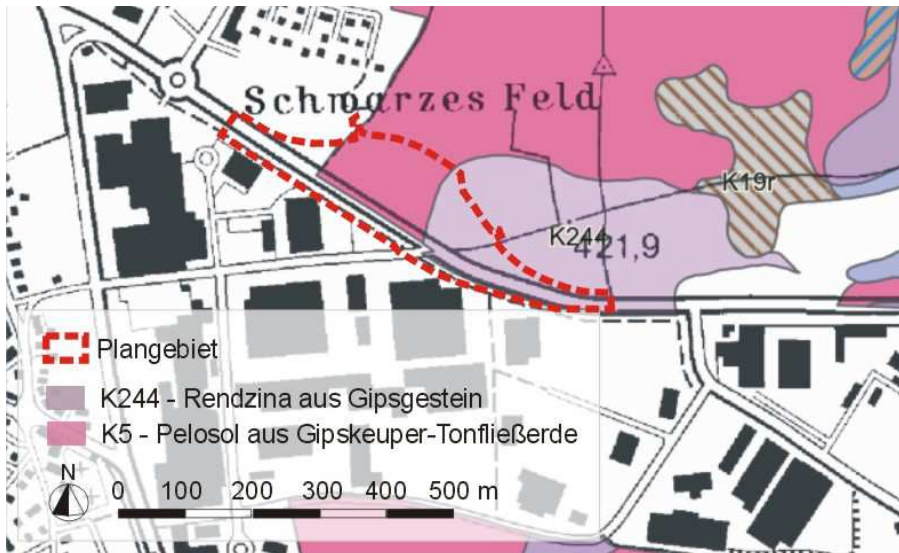 Schwarzes Feld
K19r
K244
421,9
Plangebiet
K244 - Rendzina aus Gipsgestein
K5 - Pelosol aus Gipskeuper-Tonfließerde
N
0 100 200 300 400 500 m